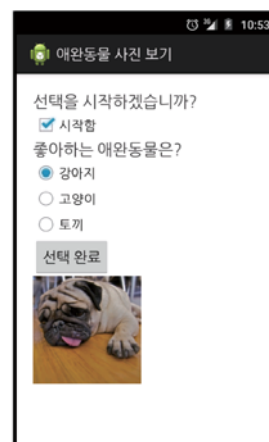 3G 10:53
애완동물 사진 보기
선택을 시작하겠습니까?
시작함
좋아하는 애완동물은?
강아지
고양이
토끼
선택 완료